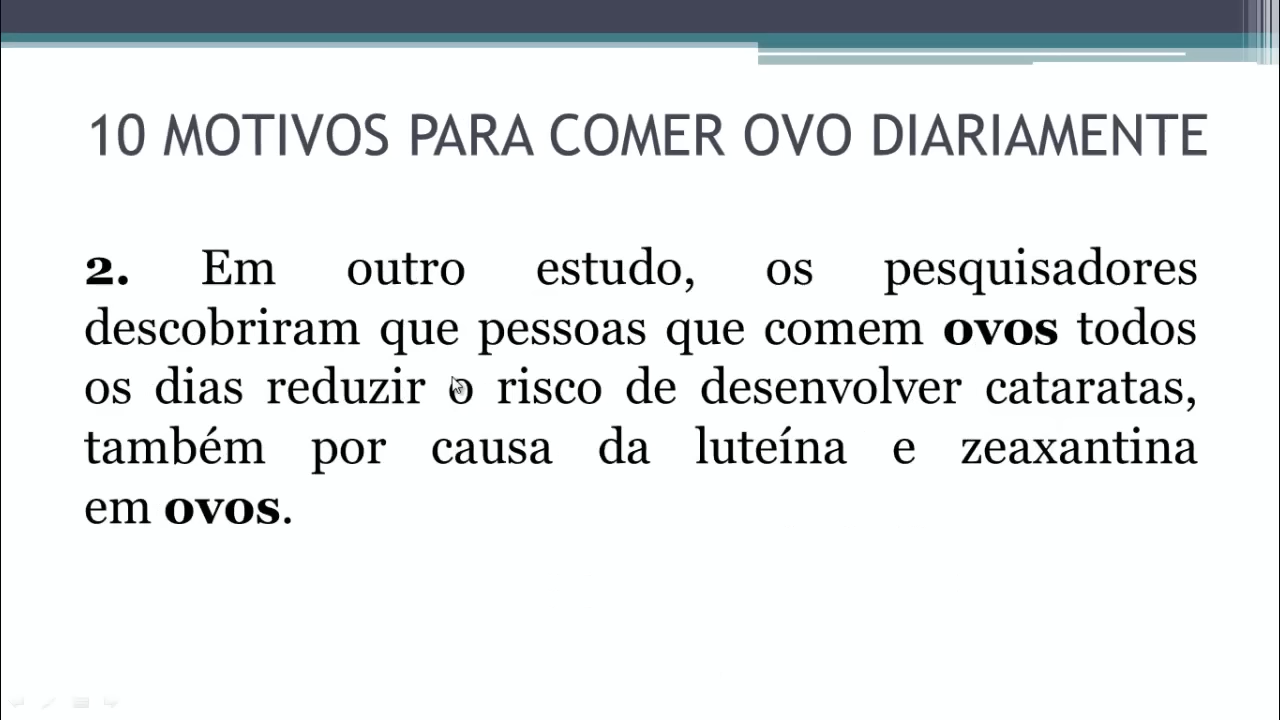 10 MOTIVOS PARA COMER OVO DIARIAMENTE
2. Em outro estudo, os pesquisadores
descobriram que pessoas que comem ovos todos
os dias reduzir o risco de desenvolver cataratas,
também por causa da luteína e zeaxantina
em ovos.